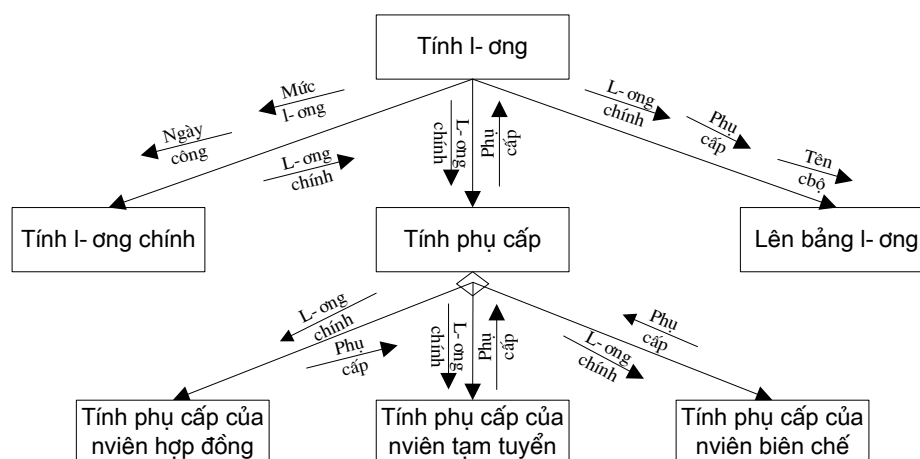 Tính l- ơng
Mức
l- ơng
Ngày
công
L- ơng
chính
L- ơng
chính
Phụ
cấp
L- ơng
chính
Phụ
cấp
Tên
cbộ
Tính l- ơng chính
Tính phụ cấp
Lên bảng l- ơng
L- ơng
chính
Phụ
cấp
L- ơng
chính
Phụ
cấp
L- ơng
chính
Phụ
cấp
Tính phụ cấp của
nviên hợp đồng
Tính phụ cấp của
nviên tạm tuyển
Tính phụ cấp của
nviên biên chế